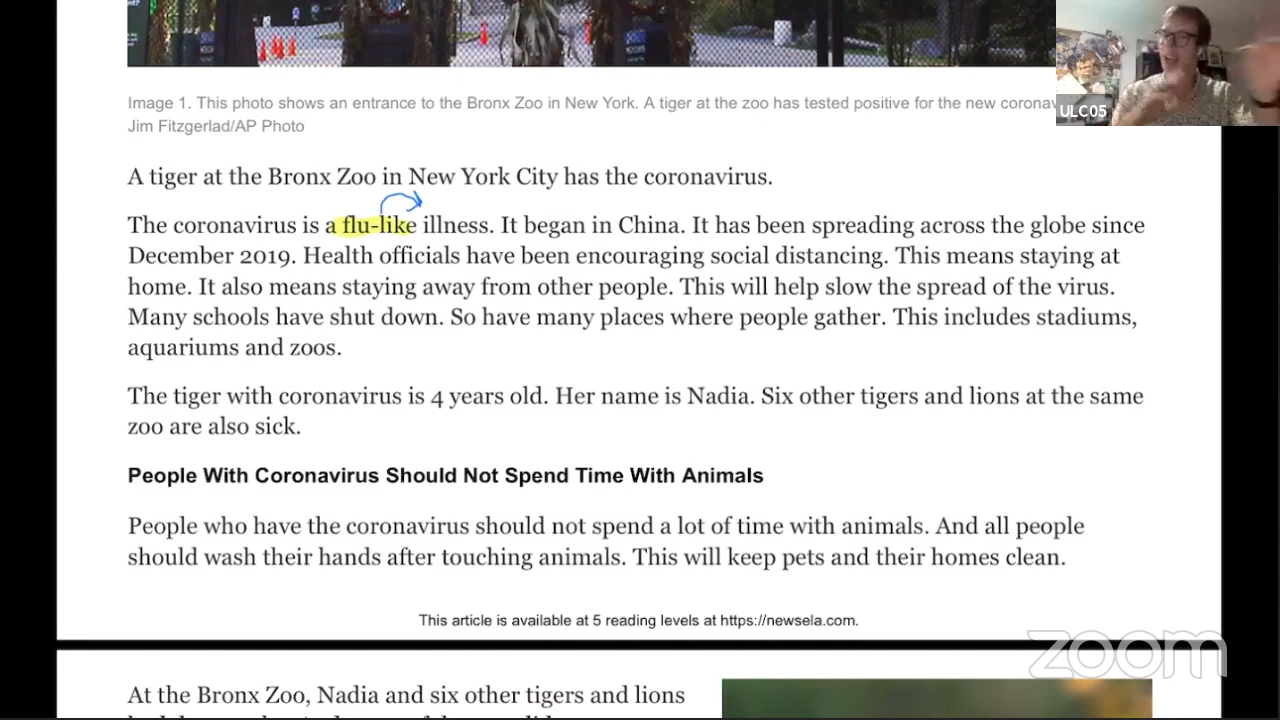 Image 1. This photo shows an entrance to the Bronx Zoo in New York. A tiger at the zoo has tested positive for the new
Jim Fitzgerlad/AP Photo
ULC05
A tiger at the Bronx Zoo in New York City has the coronavirus.
The coronavirus is a flu-like illness. It began in China. It has been spreading across the globe since
December 2019. Health officials have been encouraging social distancing. This means staying at
home. It also means staying away from other people. This will help slow the spread of the virus.
Many schools have shut down. So have many places where people gather. This includes stadiums,
aquariums and zoos.
The tiger with coronavirus is 4 years old. Her name is Nadia. Six other tigers and lions at the same
zoo are also sick.
People With Coronavirus Should Not Spend Time With Animals
People who have the coronavirus should not spend a lot of time with animals. And all people
should wash their hands after touching animals. This will keep pets and their homes clean.
This article is available at 5 reading levels at https://newsela.com.
zoom
At the Bronx Zoo, Nadia and six other tigers and lions